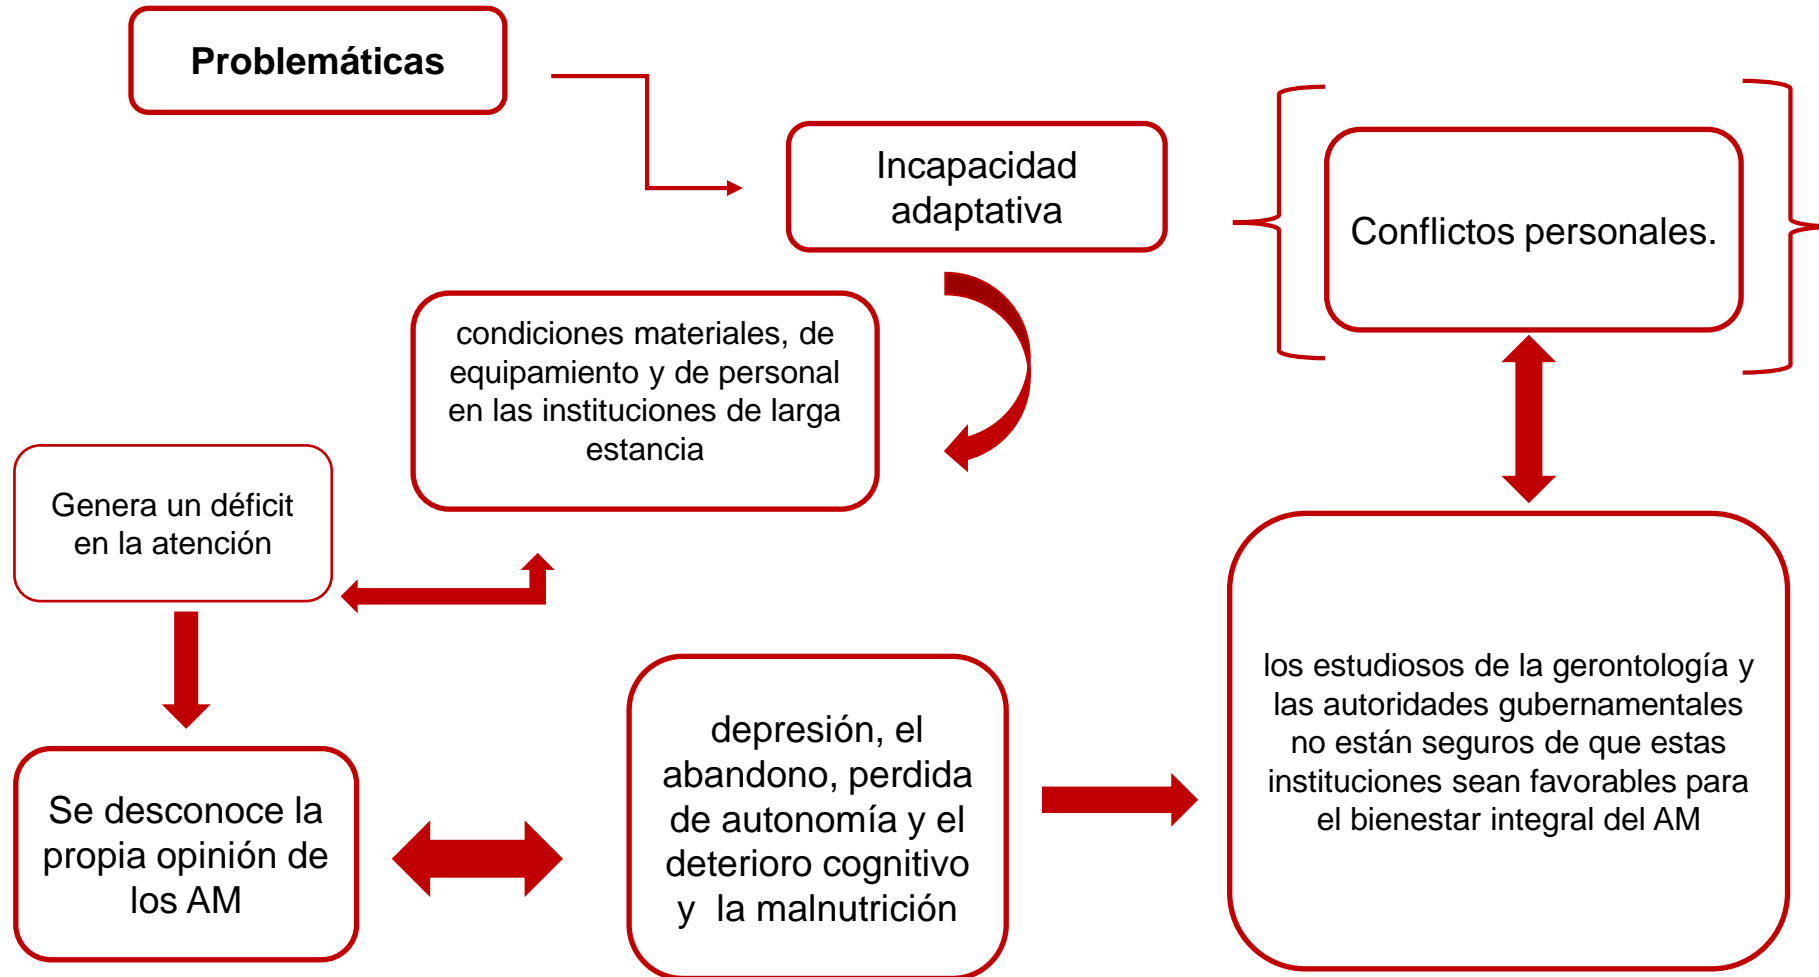 Problemáticas
Incapacidad
adaptativa
Conflictos personales.
condiciones materiales, de
equipamiento y de personal
en las instituciones de larga
estancia
Genera un déficit
en la atención
Se desconoce la
propia opinión de
los AM
depresión, el
abandono, perdida
de autonomía y el
deterioro cognitivo
y la malnutrición
los estudiosos de la gerontología y
las autoridades gubernamentales
no están seguros de que estas
instituciones sean favorables para
el bienestar integral del AM